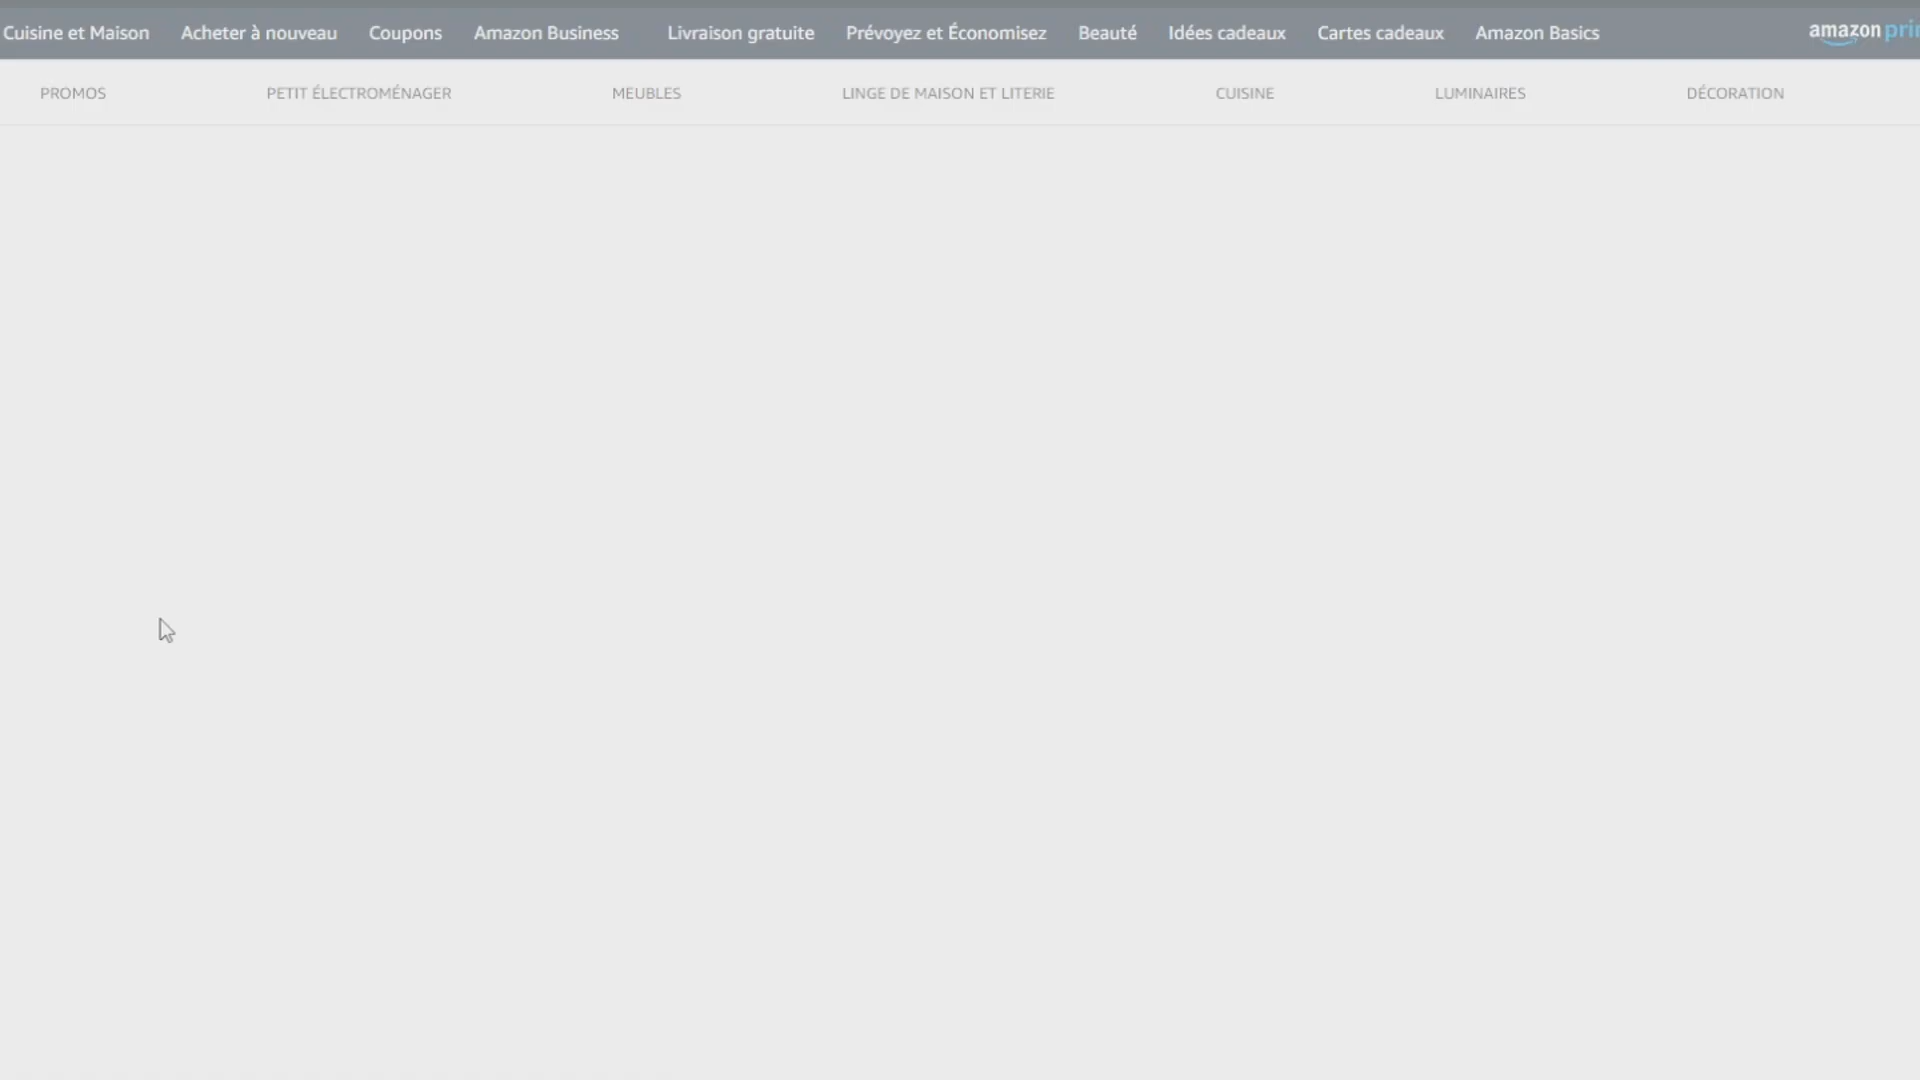 Cuisine et Maison Acheter à nouveau Coupons Amazon Business Livraison gratuite Prévoyez et Économisez Beauté Idées cadeaux Cartes cadeaux Amazon Basics amazon
PROMOS PETIT ÉLECTROMÉNAGER MEUBLES LINGE DE MAISON ET LITERIE CUISINE LUMINAIRES DÉCORATION